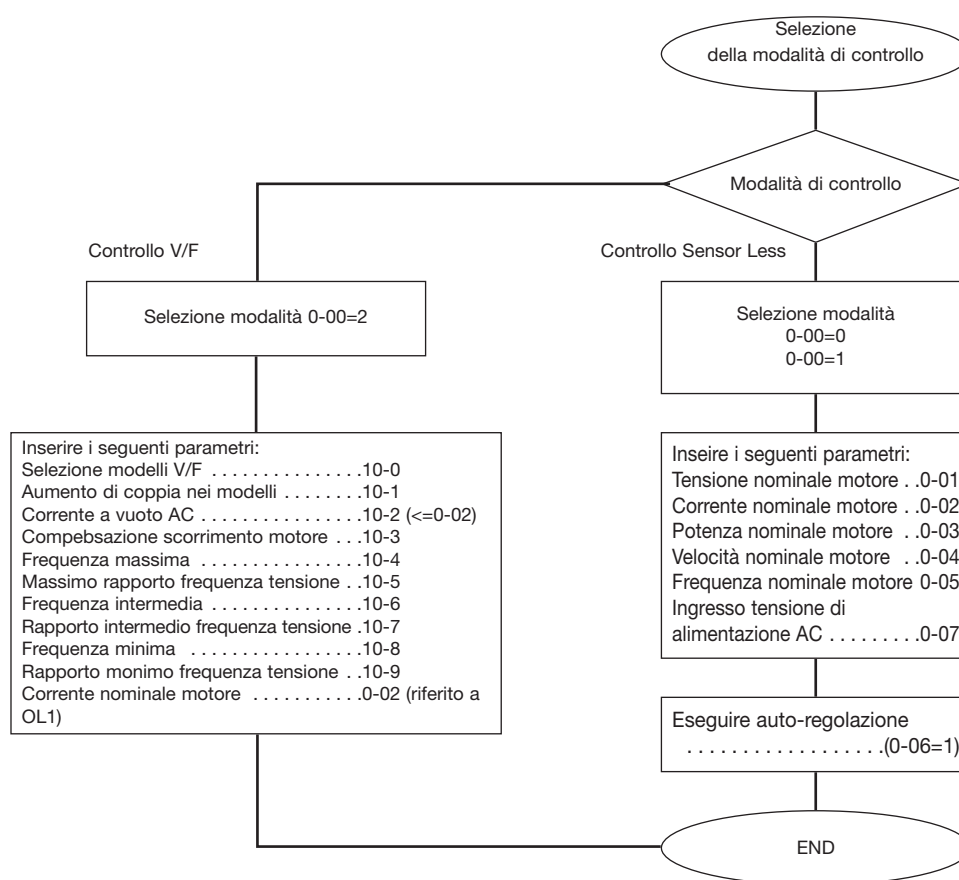 Selezione
della modalità di controllo
Modalità di controllo
Controllo V/F
Controllo Sensor Less
Selezione modalità 0-00=2
Selezione modalità
0-00=0
0-00=1
Inserire i seguenti parametri:
Selezione modelli V/F . . . . . . . . . . . . . . .10-0
Aumento di coppia nei modelli . . . . . . . .10-1
Corrente a vuoto AC . . . . . . . . . . . . . . . .10-2 (<=0-02)
Compebsazione scorrimento motore . . .10-3
Frequenza massima . . . . . . . . . . . . . . . .10-4
Massimo rapporto frequenza tensione . .10-5
Frequenza intermedia . . . . . . . . . . . . . . .10-6
Rapporto intermedio frequenza tensione .10-7
Frequenza minima . . . . . . . . . . . . . . . . .10-8
Rapporto monimo frequenza tensione . .10-9
Corrente nominale motore . . . . . . . . . . .0-02 (riferito a
OL1)
Inseire i seguenti parametri:
Tensione nominale motore . .0-01
Corrente nominale motore . .0-02
Potenza nominale motore . .0-03
Velocità nominale motore . .0-04
Frequenza nominale motore 0-05
Ingresso tensione di
alimentazione AC . . . . . . . . .0-07
Eseguire auto-regolazione
. . . . . . . . . . . . . . . . . .(0-06=1)
END